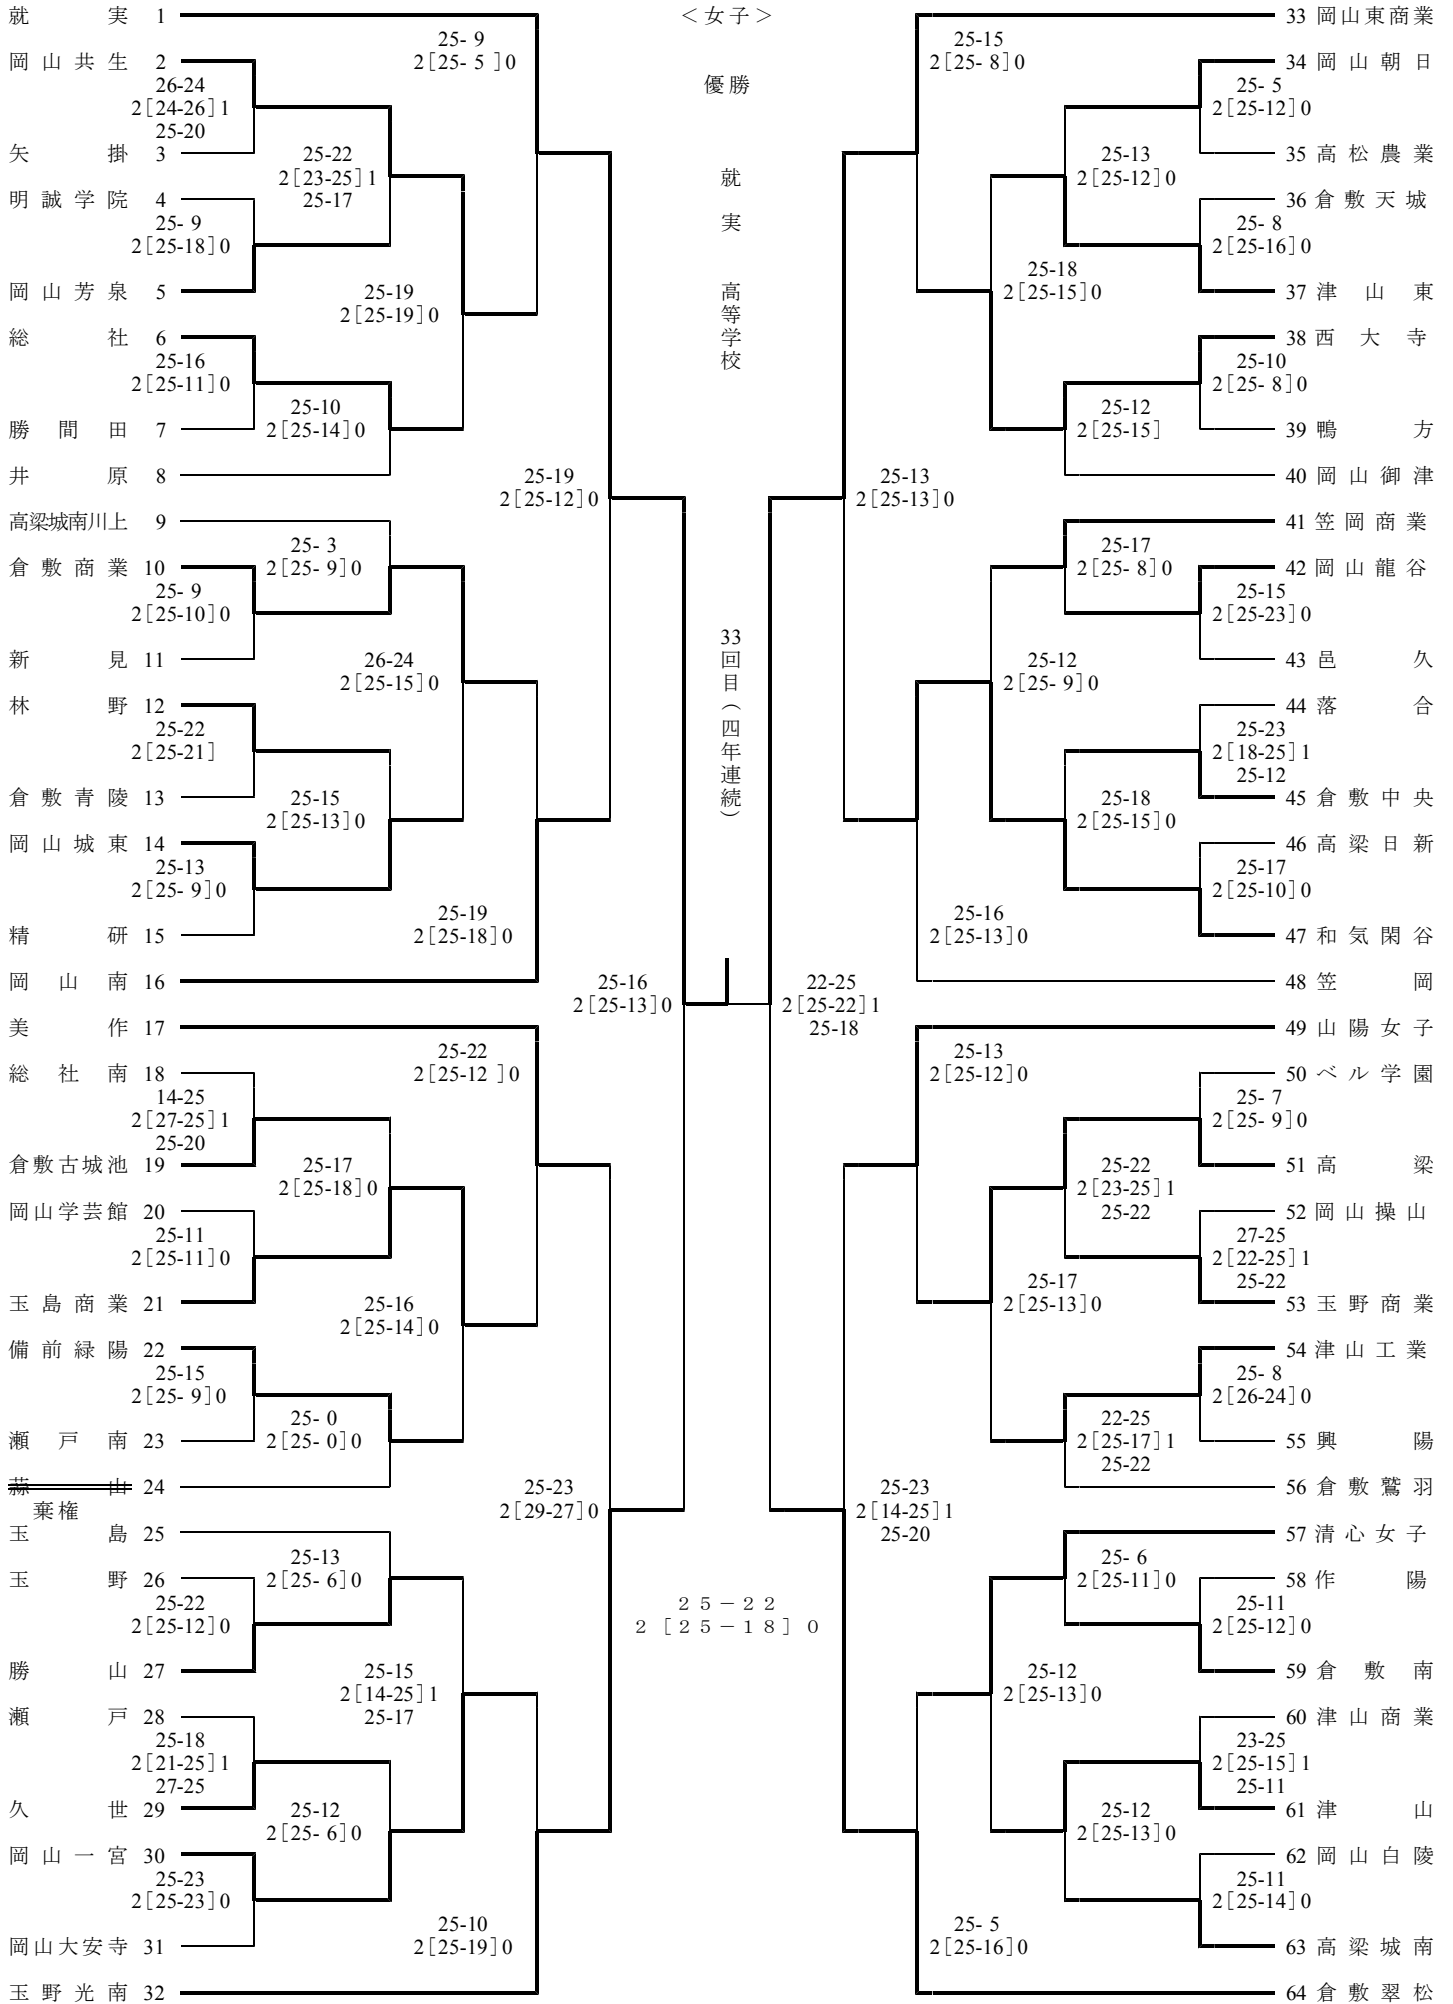 <女子>
優勝
就実 高等学校
33回目(四年連続)
25-22
2［25-18］0
就実 1
25- 9
2［25- 5 ］0
岡山共生 2
26-24
2［24-26］1
25-20
矢掛 3
25-22
2［23-25］1
25-17
明誠学院 4
25- 9
2［25-18］0
岡山芳泉 5
25-19
2［25-19］0
総社 6
25-16
2［25-11］0
勝間田 7
25-10
2［25-14］0
井原 8
25-19
2［25-12］0
高梁城南川上 9
25- 3
2［25- 9］0
倉敷商業 10
25- 9
2［25-10］0
新見 11
26-24
2［25-15］0
林野 12
25-22
2［25-21］
倉敷青陵 13
25-15
2［25-13］0
岡山城東 14
25-13
2［25- 9］0
精研 15
25-19
2［25-18］0
岡山南 16
25-16
2［25-13］0
美作 17
25-22
2［25-12 ］0
総社南 18
14-25
2［27-25］1
25-20
倉敷古城池 19
25-17
2［25-18］0
岡山学芸館 20
25-11
2［25-11］0
玉島商業 21
25-16
2［25-14］0
備前緑陽 22
25-15
2［25- 9］0
瀬戸南 23
25- 0
2［25- 0］0
蒜山 24
棄権
25-23
2［29-27］0
玉島 25
25-13
2［25- 6］0
玉野 26
25-22
2［25-12］0
勝山 27
25-15
2［14-25］1
25-17
瀬戸 28
25-18
2［21-25］1
27-25
久世 29
25-12
2［25- 6］0
岡山一宮 30
25-23
2［25-23］0
岡山大安寺 31
25-10
2［25-19］0
玉野光南 32
33 岡山東商業
25-15
2［25- 8］0
34 岡山朝日
25- 5
2［25-12］0
35 高松農業
25-13
2［25-12］0
36 倉敷天城
25- 8
2［25-16］0
37 津山東
25-18
2［25-15］0
38 西大寺
25-10
2［25- 8］0
39 鴨方
25-12
2［25-15］
40 岡山御津
25-13
2［25-13］0
41 笠岡商業
25-17
2［25- 8］0
42 岡山龍谷
25-15
2［25-23］0
43 邑久
25-12
2［25- 9］0
44 落合
25-23
2［18-25］1
25-12
45 倉敷中央
25-18
2［25-15］0
46 高梁日新
25-17
2［25-10］0
47 和気閑谷
25-16
2［25-13］0
48 笠岡
22-25
2［25-22］1
25-18
49 山陽女子
25-13
2［25-12］0
50 ベル学園
25- 7
2［25- 9］0
51 高梁
25-22
2［23-25］1
25-22
52 岡山操山
27-25
2［22-25］1
25-22
53 玉野商業
25-17
2［25-13］0
54 津山工業
25- 8
2［26-24］0
55 興陽
22-25
2［25-17］1
25-22
56 倉敷鷲羽
25-23
2［14-25］1
25-20
57 清心女子
25- 6
2［25-11］0
58 作陽
25-11
2［25-12］0
59 倉敷南
25-12
2［25-13］0
60 津山商業
23-25
2［25-15］1
25-11
61 津山
25-12
2［25-13］0
62 岡山白陵
25-11
2［25-14］0
63 高梁城南
25- 5
2［25-16］0
64 倉敷翠松